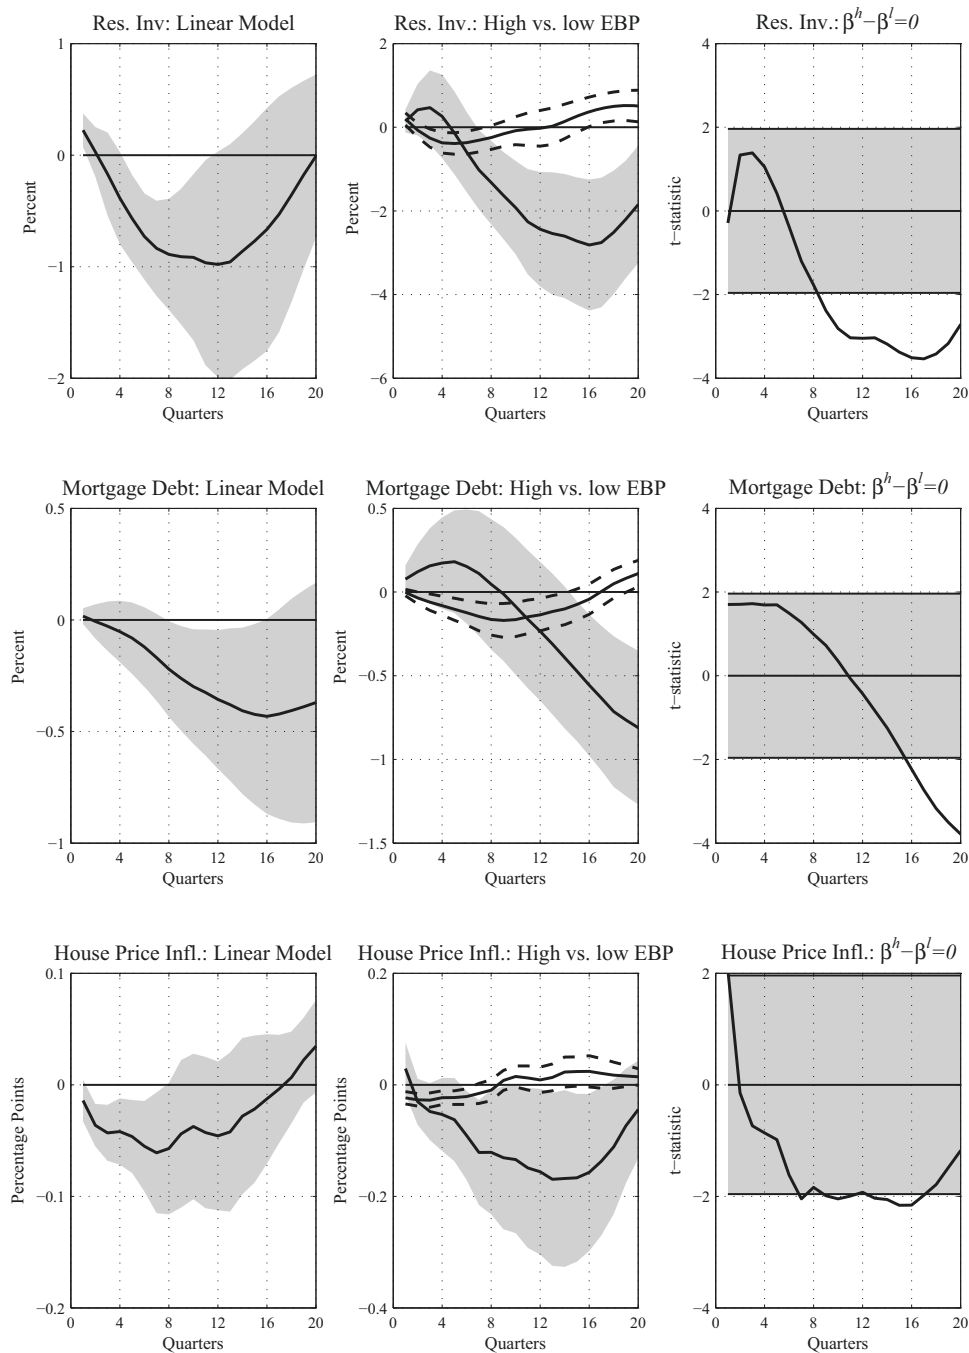 Res. Inv: Linear Model
1
0
−1
−2
Percent
0 4 8 12 16 20
Quarters
Res. Inv.: High vs. low EBP
2
0
−2
−4
−6
Percent
0 4 8 12 16 20
Quarters
Res. Inv.: βʰ−βˡ=0
4
2
0
−2
−4
t−statistic
0 4 8 12 16 20
Quarters
Mortgage Debt: Linear Model
0.5
0
−0.5
−1
Percent
0 4 8 12 16 20
Quarters
Mortgage Debt: High vs. low EBP
0.5
0
−0.5
−1
−1.5
Percent
0 4 8 12 16 20
Quarters
Mortgage Debt: βʰ−βˡ=0
4
2
0
−2
−4
t−statistic
0 4 8 12 16 20
Quarters
House Price Infl.: Linear Model
0.1
0
−0.1
−0.2
Percentage Points
0 4 8 12 16 20
Quarters
House Price Infl.: High vs. low EBP
0.2
0
−0.2
−0.4
Percentage Points
0 4 8 12 16 20
Quarters
House Price Infl.: βʰ−βˡ=0
2
0
−2
−4
t−statistic
0 4 8 12 16 20
Quarters